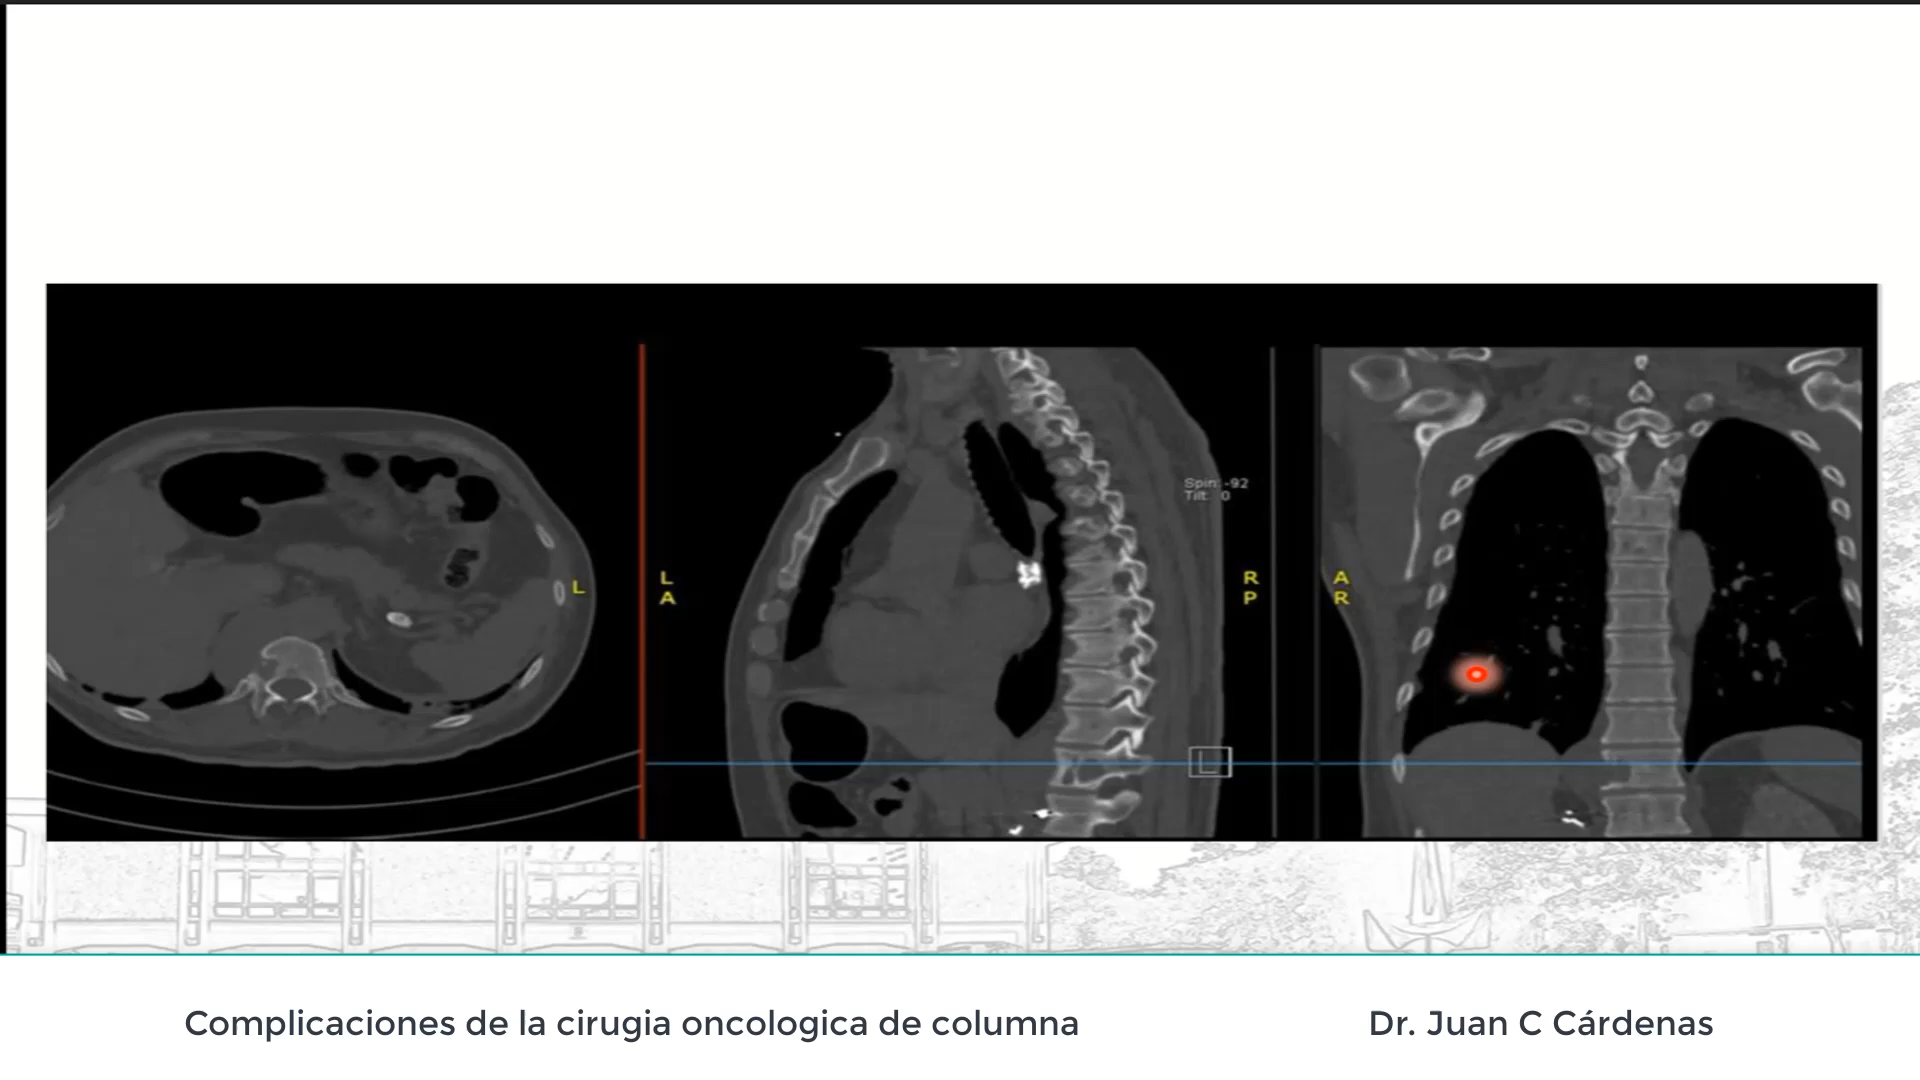 Spin: -92
Tilt: 0
L
L
A
R
P
A
R
L
Complicaciones de la cirugia oncologica de columna
Dr. Juan C Cárdenas